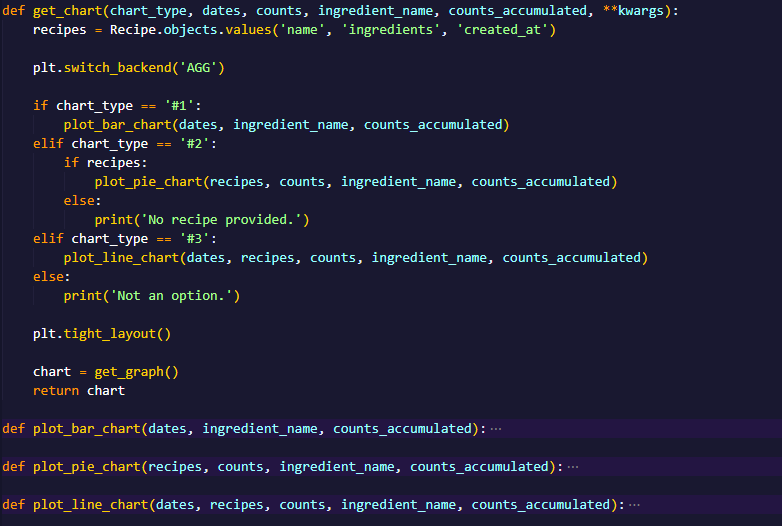 def get_chart(chart_type, dates, counts, ingredient_name, counts_accumulated, **kwargs):
    recipes = Recipe.objects.values('name', 'ingredients', 'created_at')

    plt.switch_backend('AGG')

    if chart_type == '#1':
        plot_bar_chart(dates, ingredient_name, counts_accumulated)
    elif chart_type == '#2':
        if recipes:
            plot_pie_chart(recipes, counts, ingredient_name, counts_accumulated)
        else:
            print('No recipe provided.')
    elif chart_type == '#3':
        plot_line_chart(dates, recipes, counts, ingredient_name, counts_accumulated)
    else:
        print('Not an option.')

    plt.tight_layout()

    chart = get_graph()
    return chart

def plot_bar_chart(dates, ingredient_name, counts_accumulated): ···

def plot_pie_chart(recipes, counts, ingredient_name, counts_accumulated): ···

def plot_line_chart(dates, recipes, counts, ingredient_name, counts_accumulated): ···